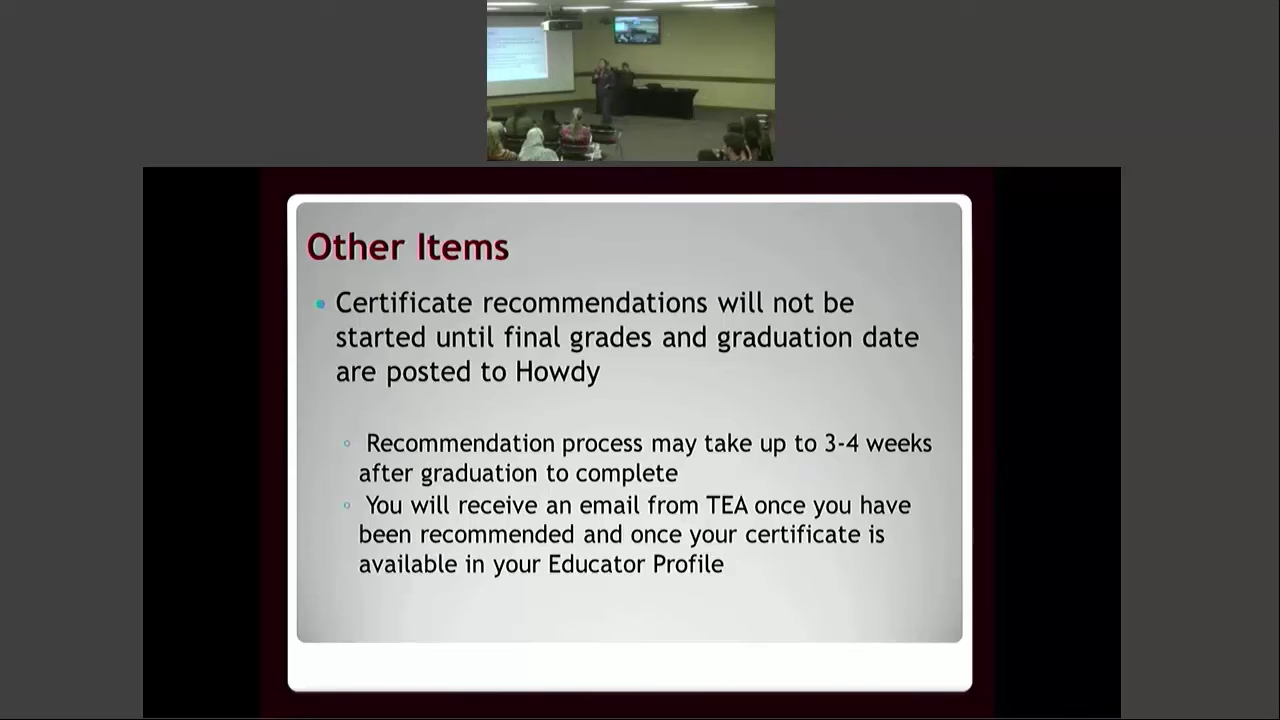 Other Items
Certificate recommendations will not be
started until final grades and graduation date
are posted to Howdy
Recommendation process may take up to 3-4 weeks
after graduation to complete
You will receive an email from TEA once you have
been recommended and once your certificate is
available in your Educator Profile